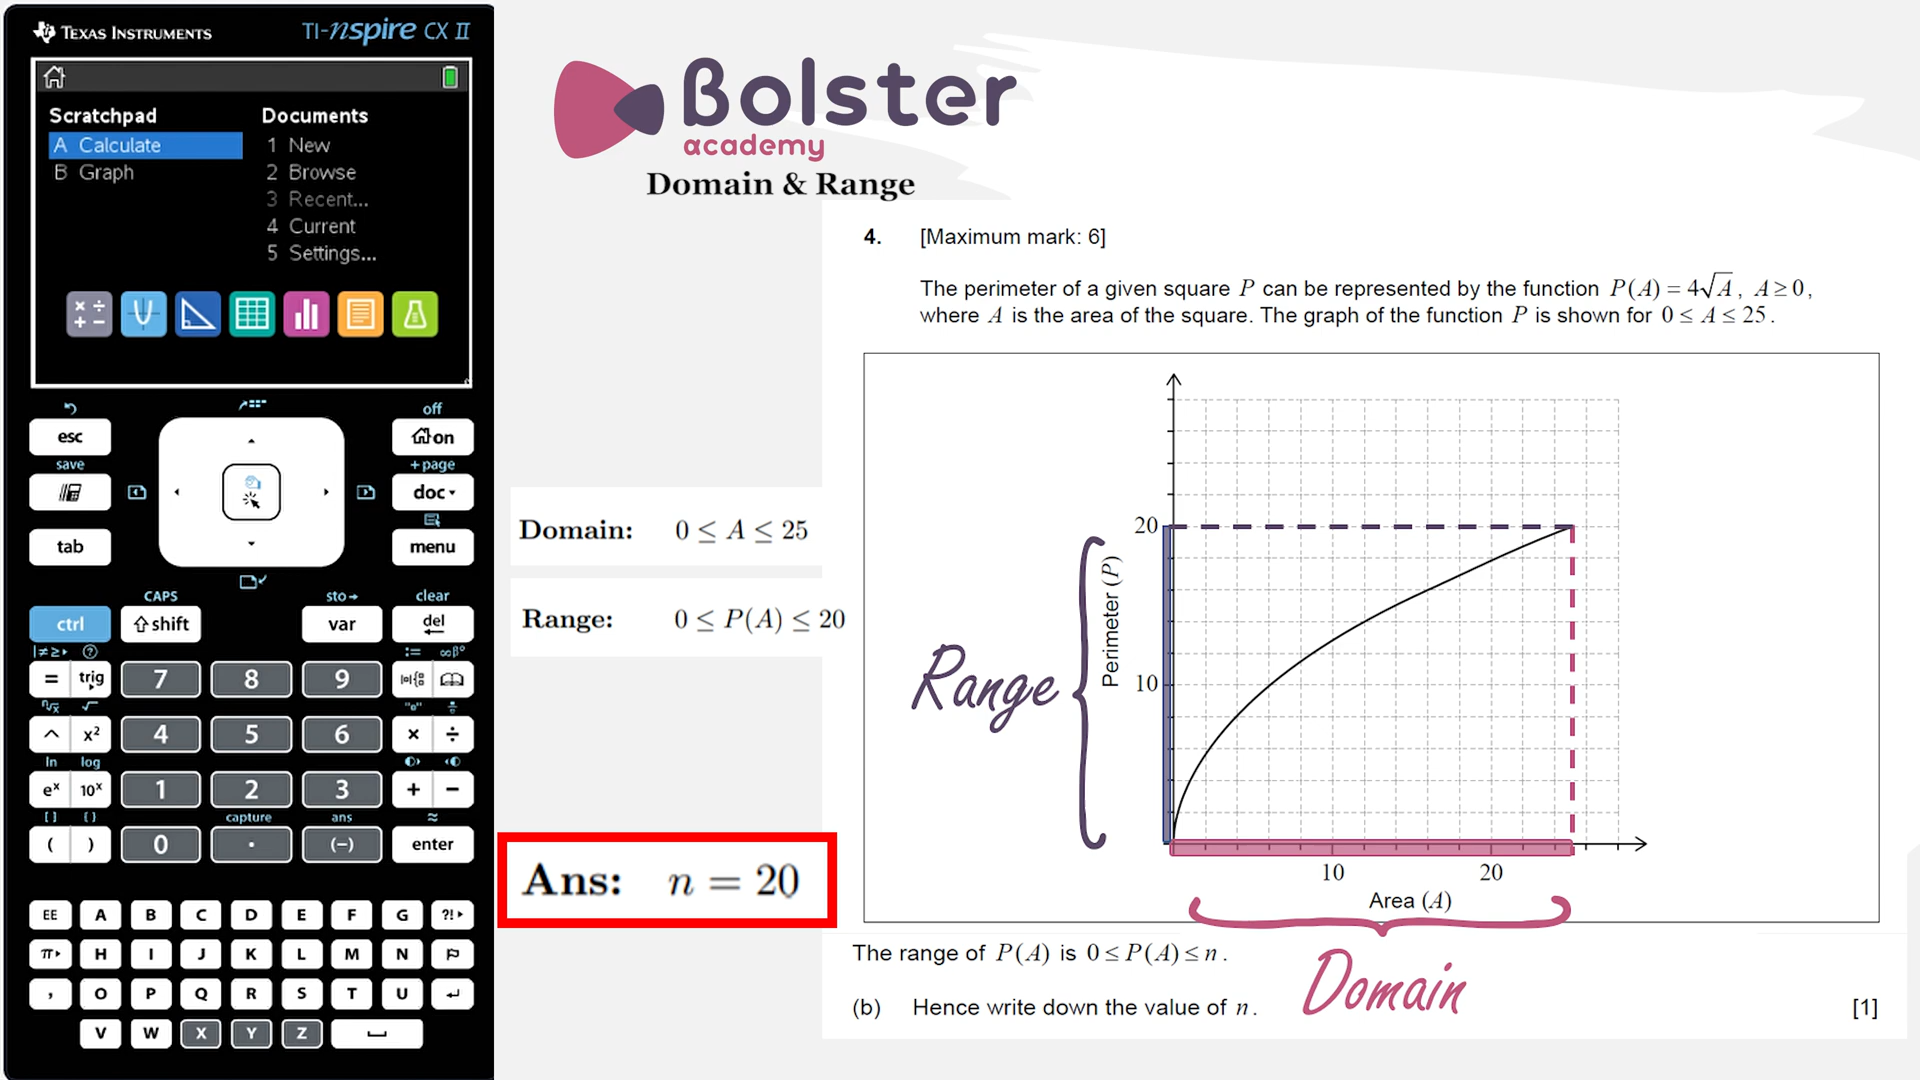 TEXAS INSTRUMENTS
TI-nspire CX II
Scratchpad
A Calculate
B Graph
Documents
1 New
2 Browse
3 Recent...
4 Current
5 Settings...
off
esc
on
save
+ page
doc
tab
menu
CAPS
sto→
clear
ctrl
shift
var
del
= trig 7 8 9
^ x² 4 5 6 × ÷
ln log
eˣ 10ˣ 1 2 3 + −
[ ] { } capture ans ≈
( ) 0 . (−) enter
EE A B C D E F G ?!
π H I J K L M N
, O P Q R S T U
V W X Y Z
Bolster
academy
Domain & Range
4. [Maximum mark: 6]
The perimeter of a given square P can be represented by the function P(A) = 4√A, A ≥ 0,
where A is the area of the square. The graph of the function P is shown for 0 ≤ A ≤ 25.
Domain: 0 ≤ A ≤ 25
Range: 0 ≤ P(A) ≤ 20
Range
Perimeter (P)
20
10
10 20
Area (A)
Domain
Ans: n = 20
The range of P(A) is 0 ≤ P(A) ≤ n.
(b) Hence write down the value of n. [1]